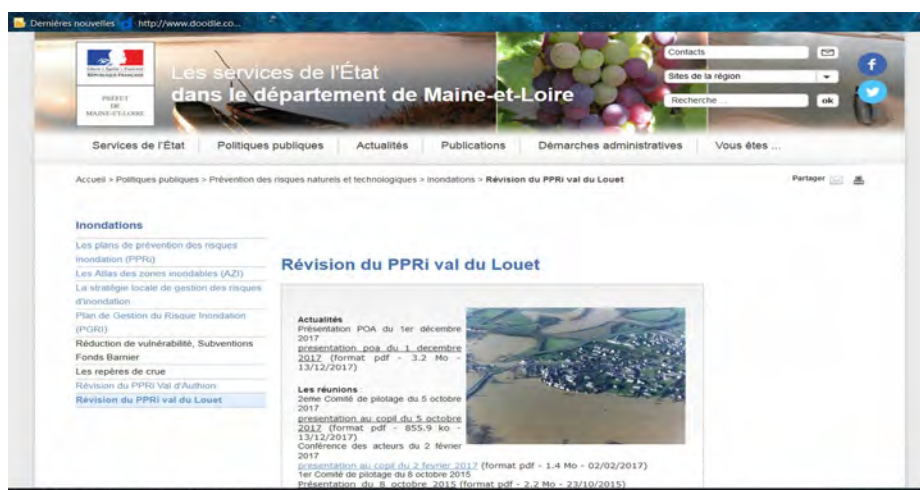 Dernières nouvelles http://www.doodle.co...
PRÉFET
DE
MAINE-ET-LOIRE
Les services de l'État
dans le département de Maine-et-Loire
Contacts
Sites de la région
Recherche ... ok
Services de l'État Politiques publiques Actualités Publications Démarches administratives Vous êtes ...
Accueil > Politiques publiques > Prévention des risques naturels et technologiques > Inondations > Révision du PPRi val du Louet Partager
Inondations
Les plans de prévention des risques
inondation (PPRi)
Les Atlas des zones inondables (AZI)
La stratégie locale de gestion des risques
d'inondation
Plan de Gestion du Risque Inondation
(PGRI)
Réduction de vulnérabilité, Subventions
Fonds Barnier
Les repères de crue
Révision du PPRi Val d'Authion
Révision du PPRi val du Louet
Révision du PPRi val du Louet
Actualités
Présentation POA du 1er décembre
2017
presentation poa du 1 decembre
2017 (format pdf - 3.2 Mo -
13/12/2017)
Les réunions
2eme Comité de pilotage du 5 octobre
2017
presentation au copil du 5 octobre
2017 (format pdf - 855.9 ko -
13/12/2017)
Conférence des acteurs du 2 février
2017
presentation au copil du 2 fevrier 2017 (format pdf - 1.4 Mo - 02/02/2017)
1er Comité de pilotage du 8 octobre 2015
Présentation du 8 octobre 2015 (format pdf - 2.2 Mo - 23/10/2015)